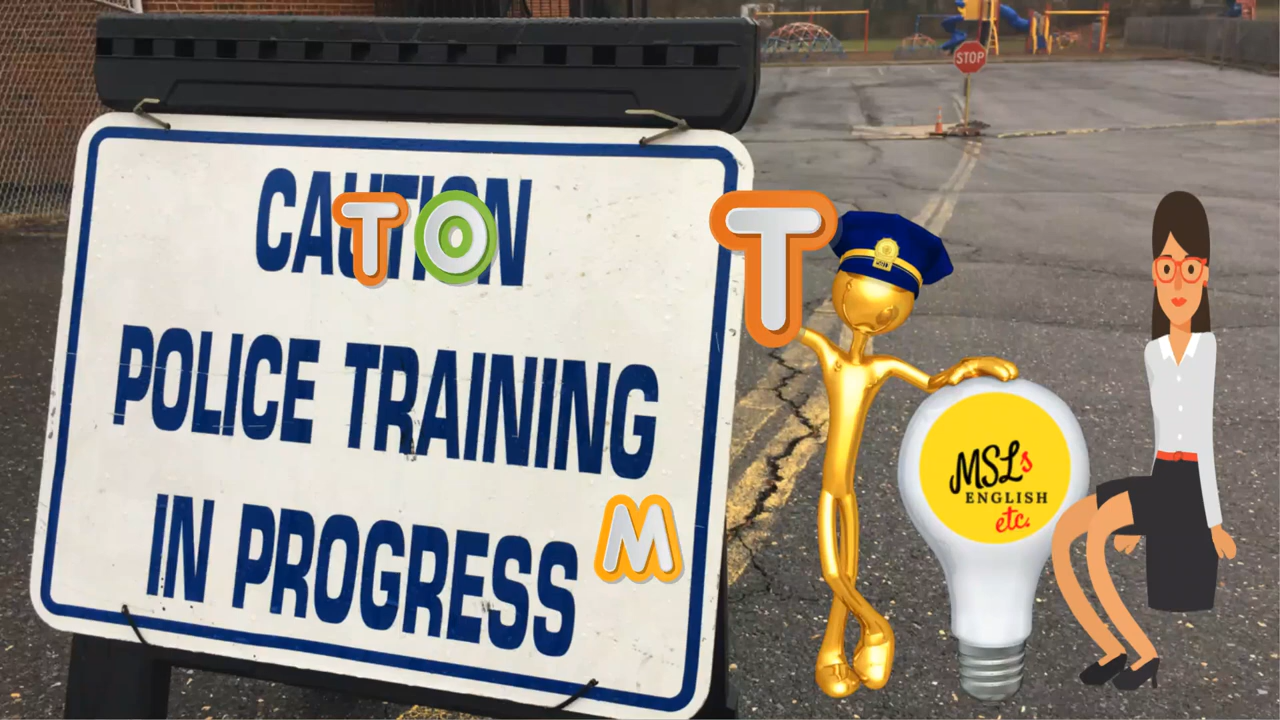 CAUTION
POLICE TRAINING
IN PROGRESS
T O
T
M
STOP
MSLs
ENGLISH
etc.